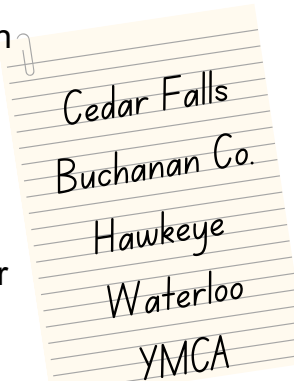 n
Cedar Falls
Buchanan Co.
Hawkeye
r
Waterloo
YMCA